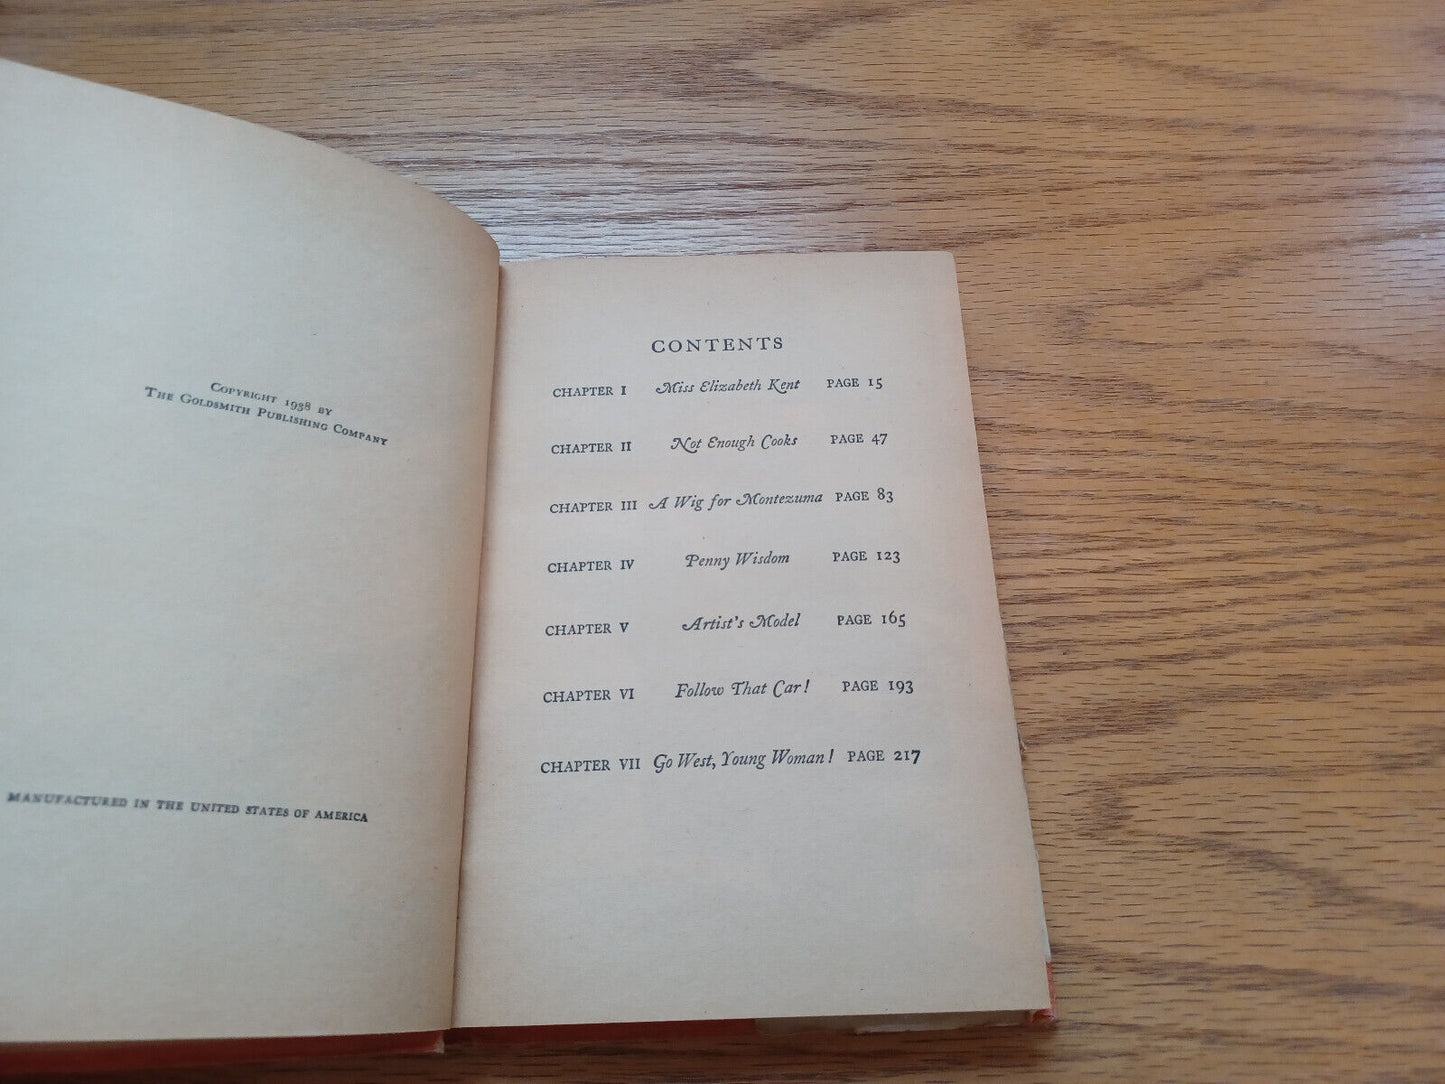 COPYRIGHT 1938 BY
THE GOLDSMITH PUBLISHING COMPANY
MANUFACTURED IN THE UNITED STATES OF AMERICA
CONTENTS
CHAPTER I Miss Elizabeth Kent PAGE 15
CHAPTER II Not Enough Cooks PAGE 47
CHAPTER III A Wig for Montezuma PAGE 83
CHAPTER IV Penny Wisdom PAGE 123
CHAPTER V Artist's Model PAGE 165
CHAPTER VI Follow That Car! PAGE 193
CHAPTER VII Go West, Young Woman! PAGE 217